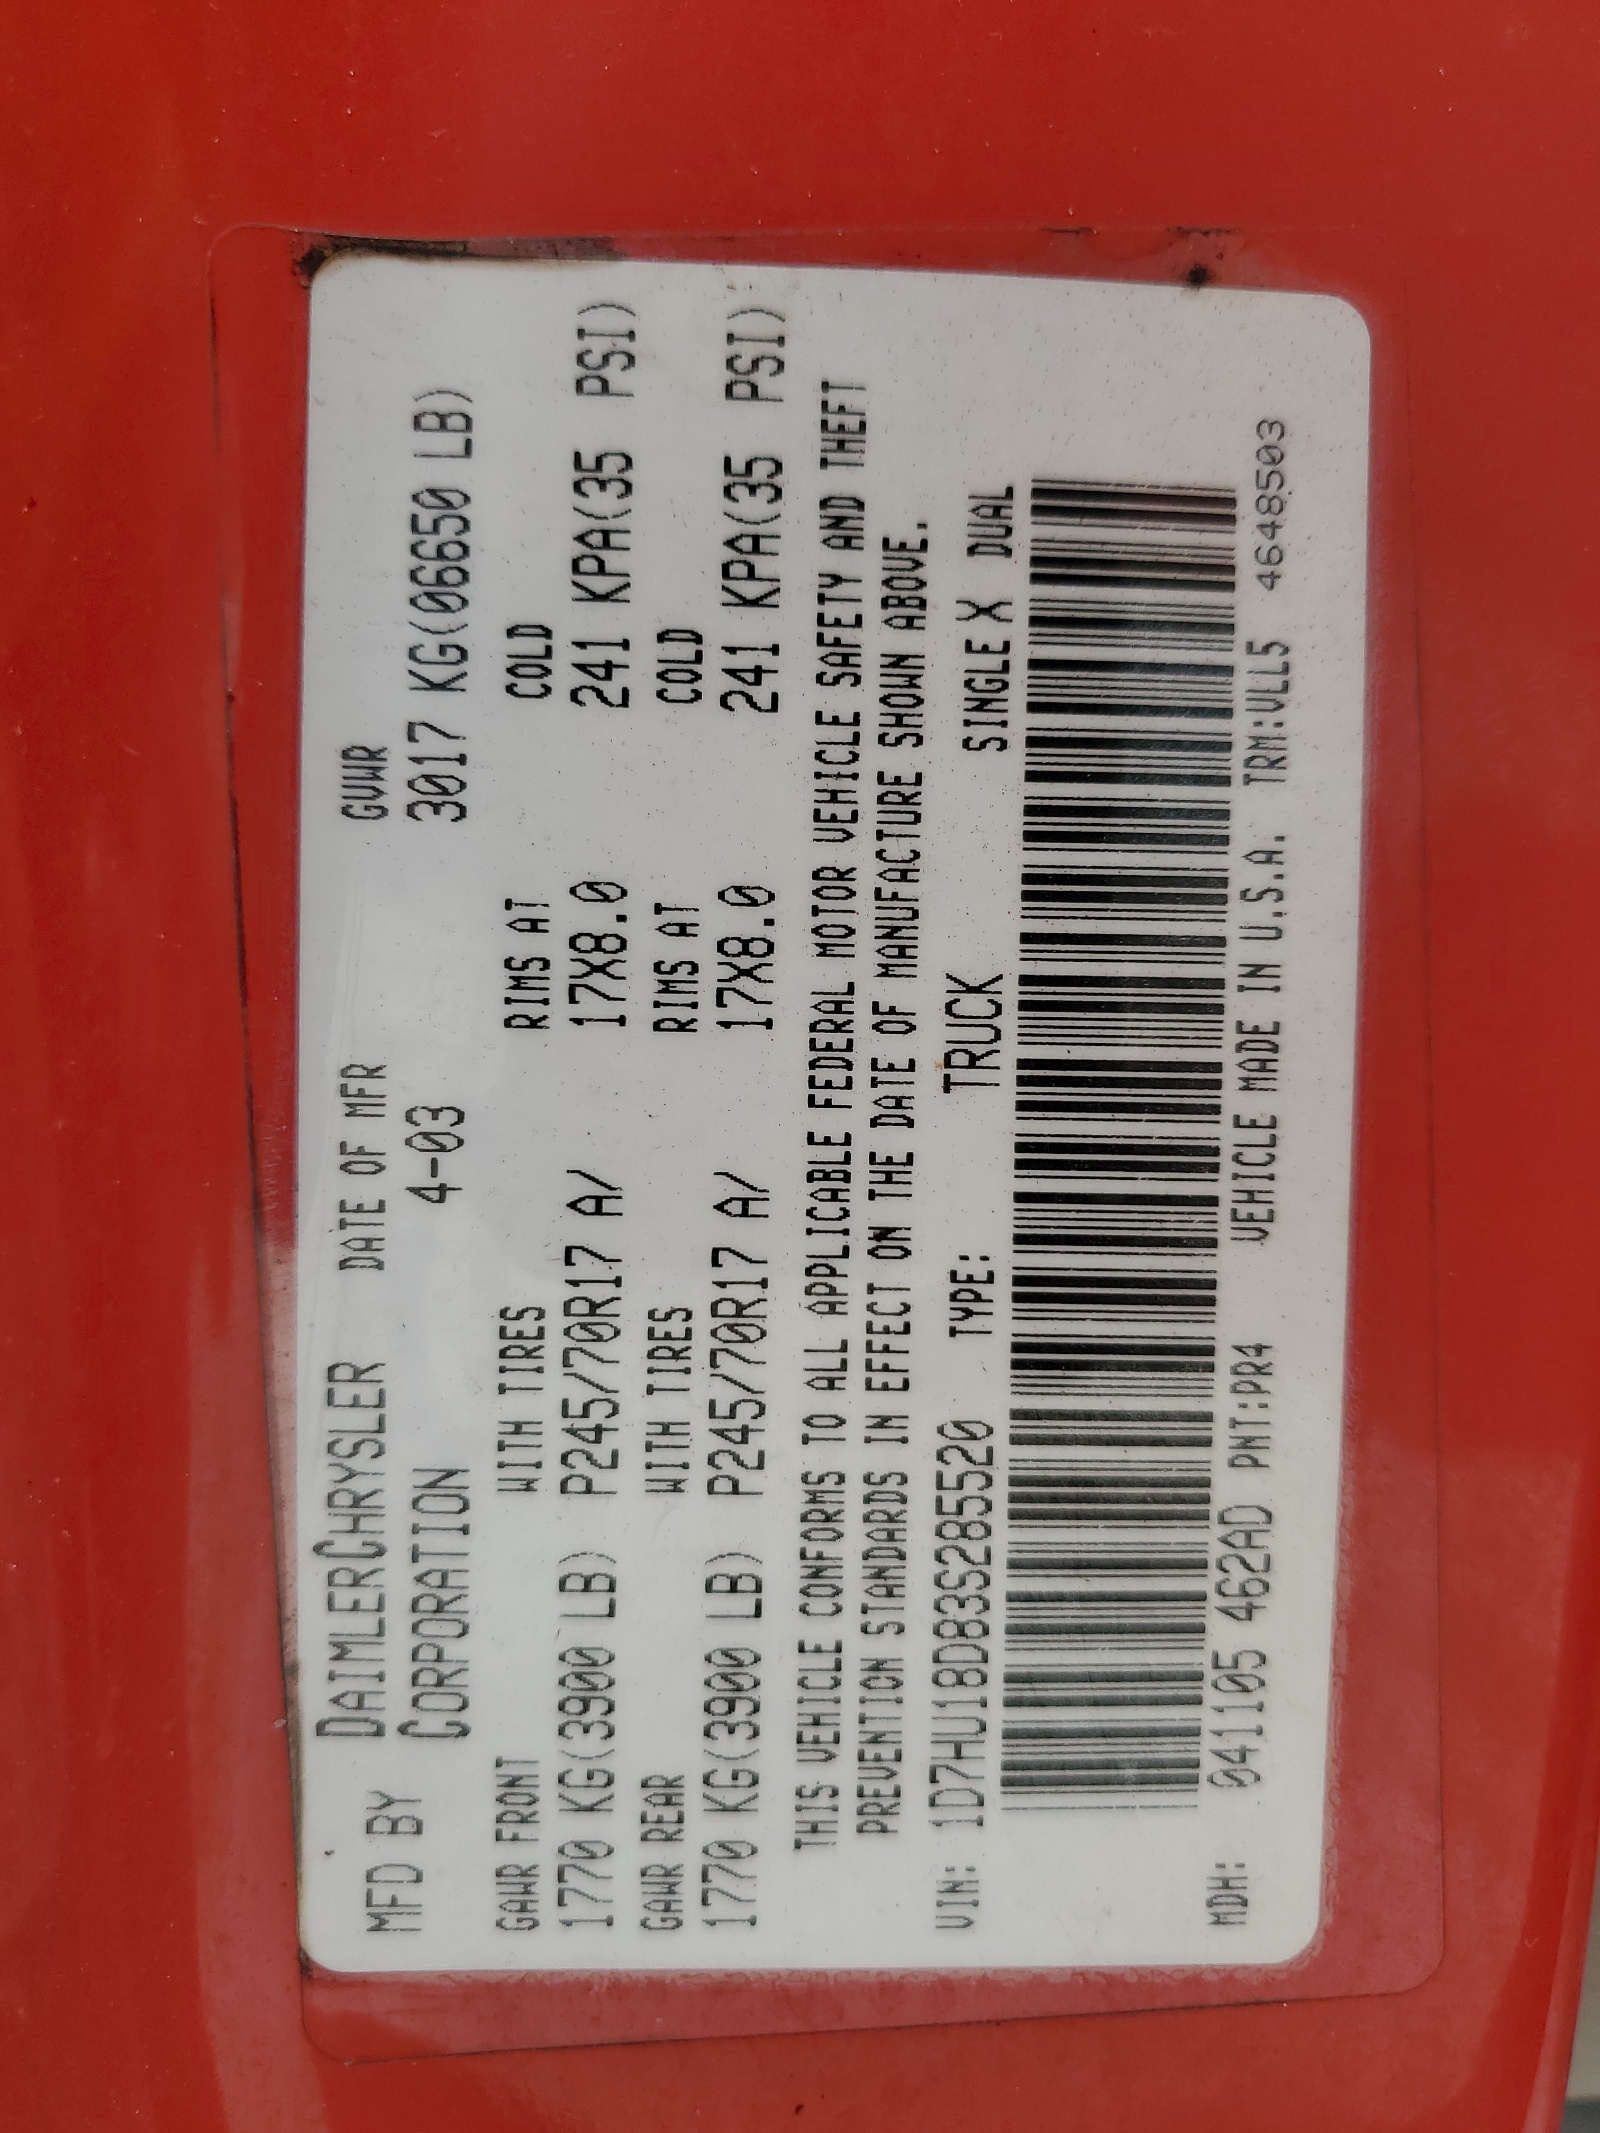 MFD BY DAIMLERCHRYSLER CORPORATION DATE OF MFR GVWR
4-03 3017 KG(06650 LB)
GAWR FRONT WITH TIRES RIMS AT COLD
1770 KG(3900 LB) P245/70R17 A/ 17X8.0 241 KPA(35 PSI)
GAWR REAR WITH TIRES RIMS AT COLD
1770 KG(3900 LB) P245/70R17 A/ 17X8.0 241 KPA(35 PSI)
THIS VEHICLE CONFORMS TO ALL APPLICABLE FEDERAL MOTOR VEHICLE SAFETY AND THEFT
PREVENTION STANDARDS IN EFFECT ON THE DATE OF MANUFACTURE SHOWN ABOVE.
VIN: 1D7HU18D83S285520 TYPE: TRUCK SINGLE X DUAL
MDH: 041105 462AD PNT:PR4 VEHICLE MADE IN U.S.A. TRM:VLL5 4648503